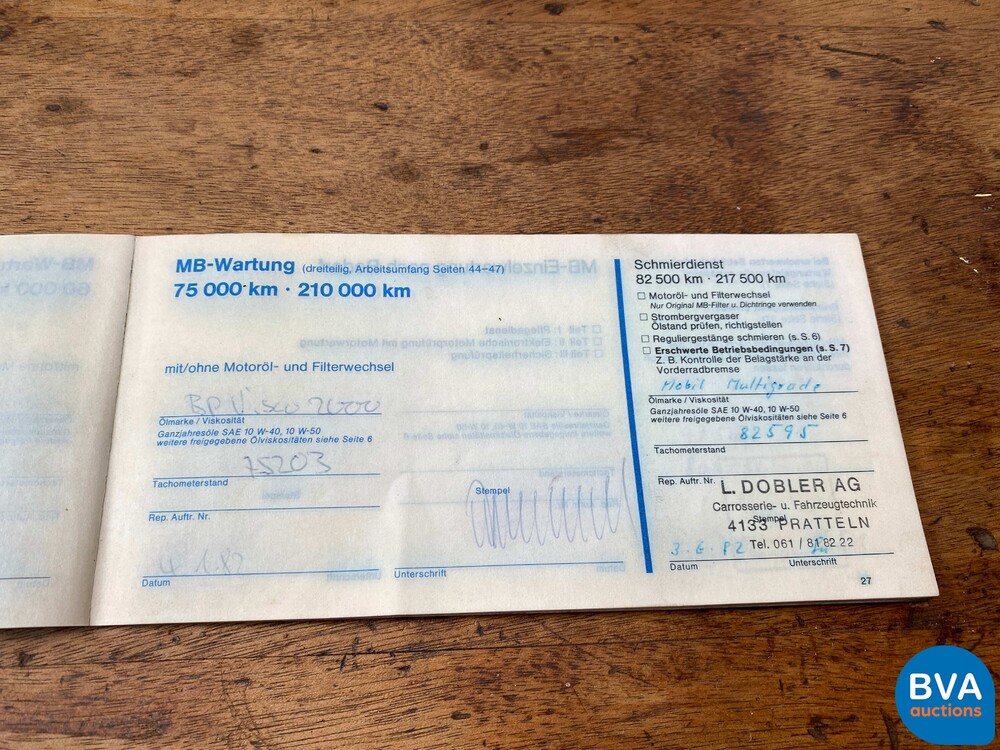 MB-Wartung (dreiteilig, Arbeitsumfang Seiten 44–47)
75 000 km · 210 000 km
mit/ohne Motoröl- und Filterwechsel
BP Visco 2000
Ölmarke / Viskosität
Ganzjahresöle SAE 10 W-40, 10 W-50
weitere freigegebene Ölviskositäten siehe Seite 6
75203
Tachometerstand
Rep. Auftr. Nr.
Stempel
4.1.82
Datum
Unterschrift
Schmierdienst
82 500 km · 217 500 km
Motoröl- und Filterwechsel
Nur Original MB-Filter u. Dichtringe verwenden
Strombergvergaser
Ölstand prüfen, richtigstellen
Reguliergestänge schmieren (s. S. 6)
Erschwerte Betriebsbedingungen (s. S. 7)
Z. B. Kontrolle der Belagstärke an der
Vorderradbremse
Mobil Multigrade
Ölmarke / Viskosität
Ganzjahresöle SAE 10 W-40, 10 W-50
weitere freigegebene Ölviskositäten siehe Seite 6
82595
Tachometerstand
Rep. Auftr. Nr.
L. DOBLER AG
Carrosserie- u. Fahrzeugtechnik
Stempel
4133 PRATTELN
Tel. 061 / 81 82 22
3.6.82
Datum
Unterschrift
27
BVA
auctions